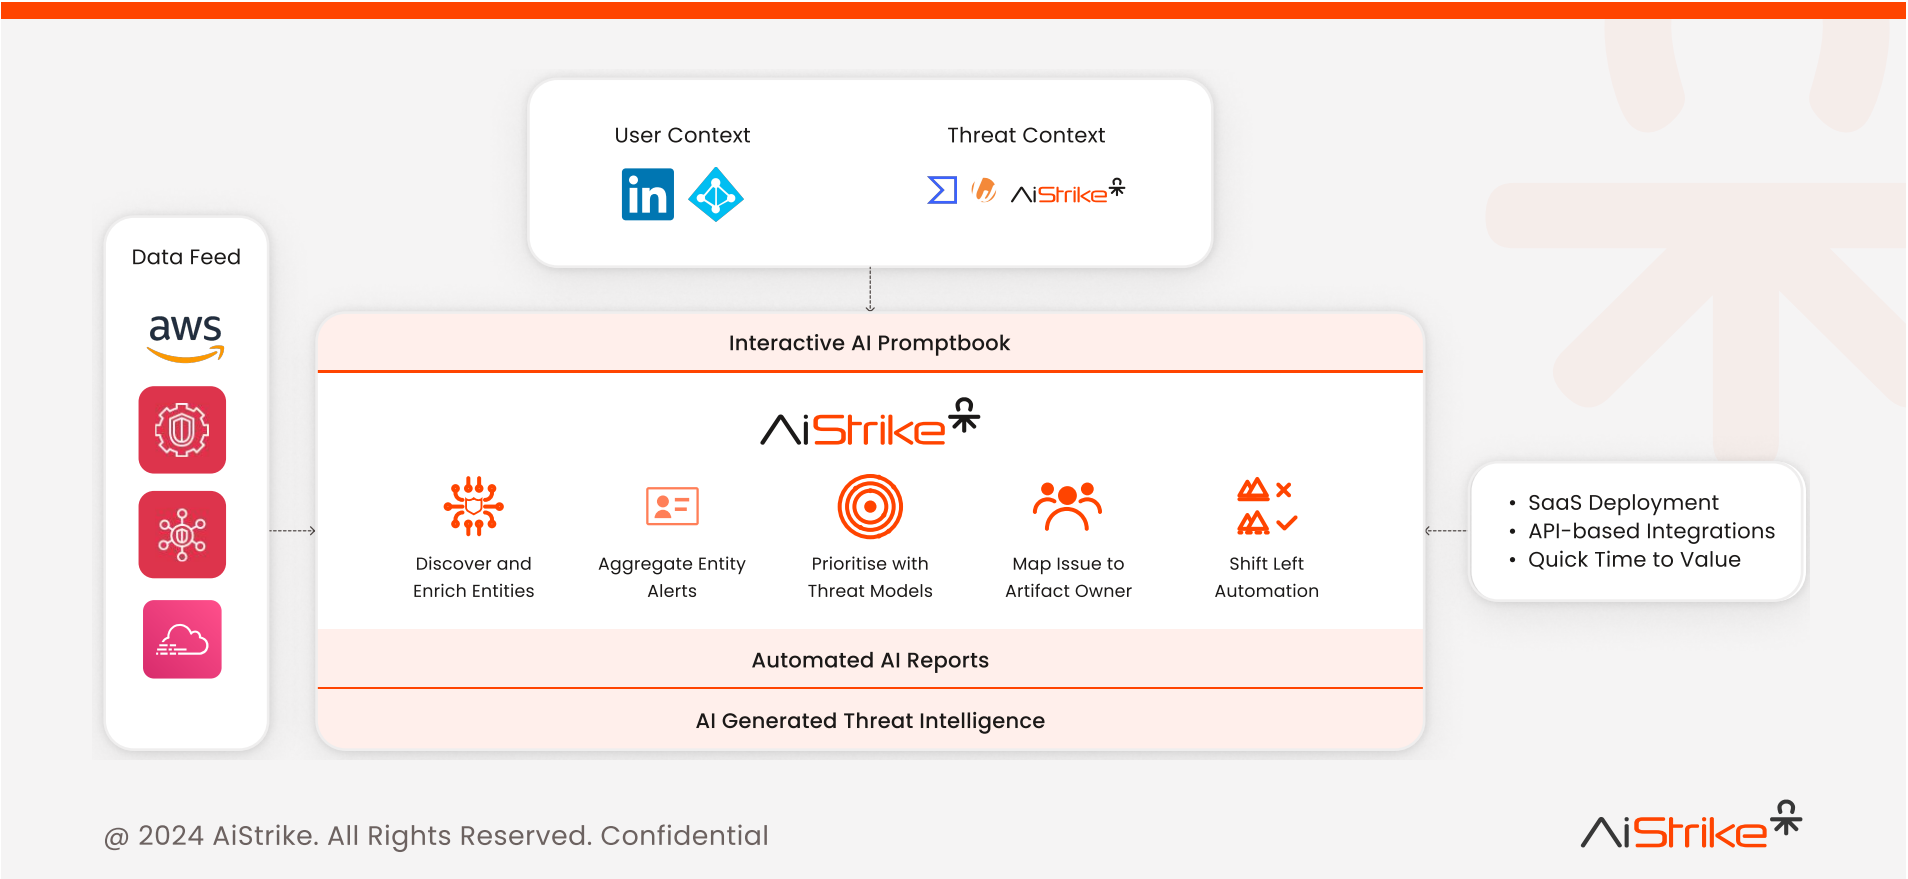 User Context
Threat Context
in
AiStrike
Data Feed
aws
Interactive AI Promptbook
AiStrike
Discover and
Enrich Entities
Aggregate Entity
Alerts
Prioritise with
Threat Models
Map Issue to
Artifact Owner
Shift Left
Automation
• SaaS Deployment
• API-based Integrations
• Quick Time to Value
Automated AI Reports
AI Generated Threat Intelligence
@ 2024 AiStrike. All Rights Reserved. Confidential
AiStrike